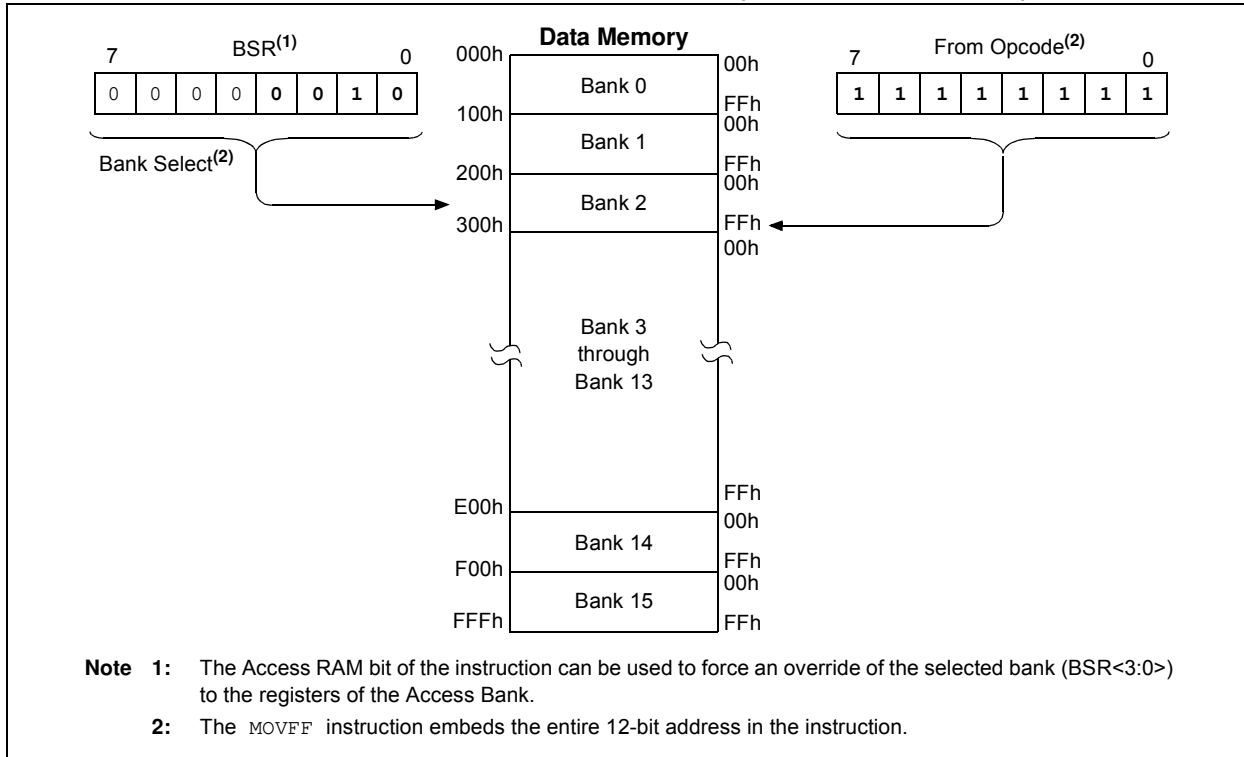 Data Memory
7 BSR(1) 0
0 0 0 0 0 0 1 0
Bank Select(2)
000h
100h
200h
300h
E00h
F00h
FFFh
Bank 0
Bank 1
Bank 2
Bank 3
through
Bank 13
Bank 14
Bank 15
00h
FFh
00h
FFh
00h
FFh
00h
FFh
00h
FFh
00h
FFh
7 From Opcode(2) 0
1 1 1 1 1 1 1 1
Note 1: The Access RAM bit of the instruction can be used to force an override of the selected bank (BSR<3:0>)
to the registers of the Access Bank.
2: The MOVFF instruction embeds the entire 12-bit address in the instruction.